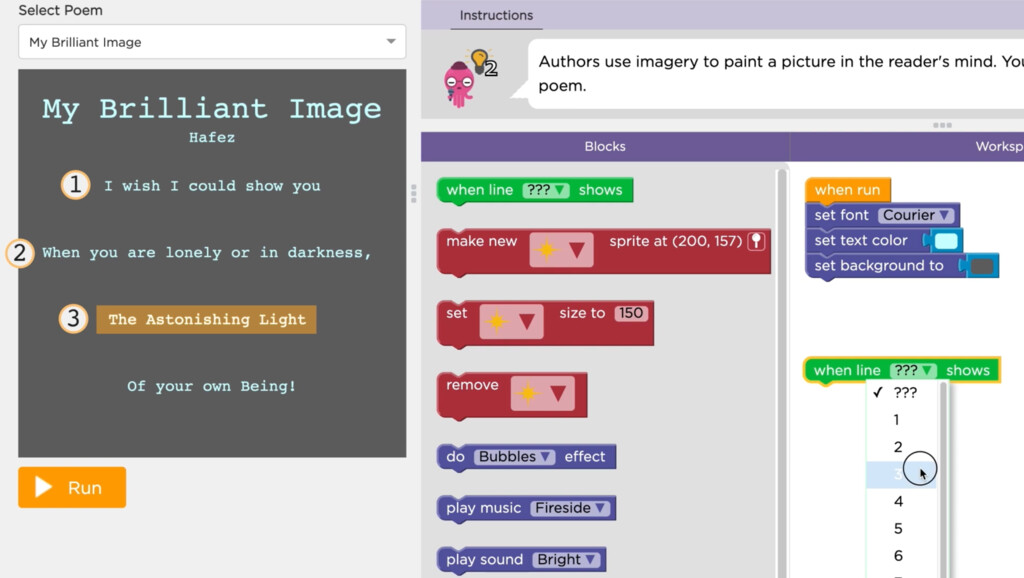 Select Poem
My Brilliant Image
My Brilliant Image
Hafez
1 I wish I could show you
2 When you are lonely or in darkness,
3 The Astonishing Light
Of your own Being!
Run
Instructions
2
Authors use imagery to paint a picture in the reader's mind. You
poem.
Blocks
when line ??? shows
make new sprite at (200, 157)
set size to 150
remove
do Bubbles effect
play music Fireside
play sound Bright
Worksp
when run
set font Courier
set text color
set background to
when line ??? shows
✓ ???
1
2
3
4
5
6